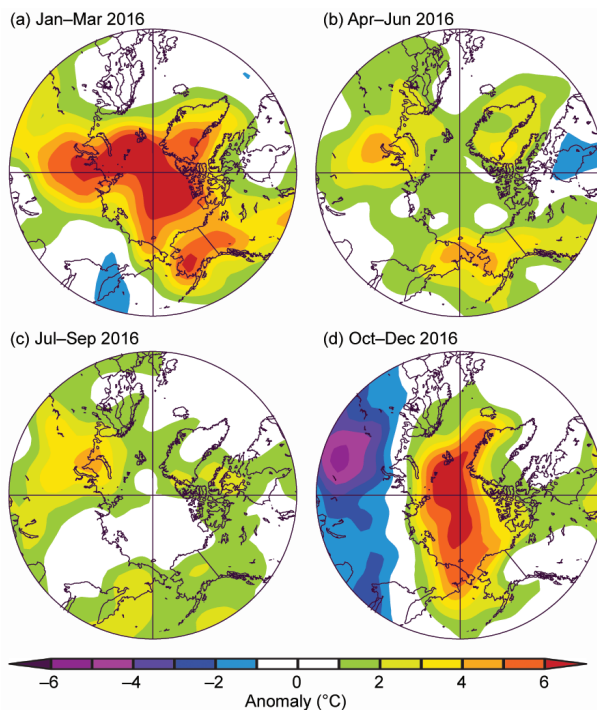 (a) Jan–Mar 2016
(b) Apr–Jun 2016
(c) Jul–Sep 2016
(d) Oct–Dec 2016
−6 −4 −2 0 2 4 6
Anomaly (°C)